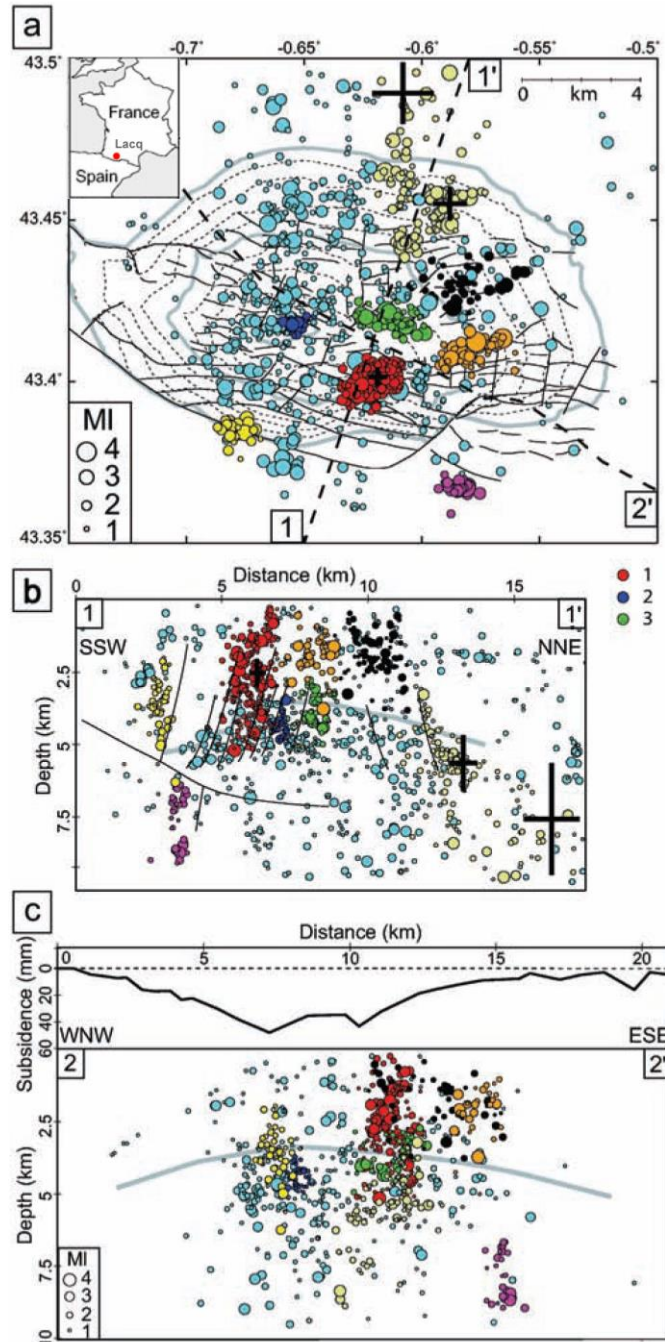 a
-0.7°
-0.65°
-0.6°
-0.55°
-0.5°
43.5°
1'
France
Lacq
Spain
0 km 4
43.45°
43.4°
MI
4
3
2
1
2'
43.35°
1
Distance (km)
1
2
3
b
0 5 10 15
1
1'
SSW
NNE
2.5
5
7.5
Depth (km)
c
Distance (km)
0 5 10 15 20
Subsidence (mm)
0
20
40
60
WNW
ESE
2
2'
2.5
5
7.5
Depth (km)
MI
4
3
2
1